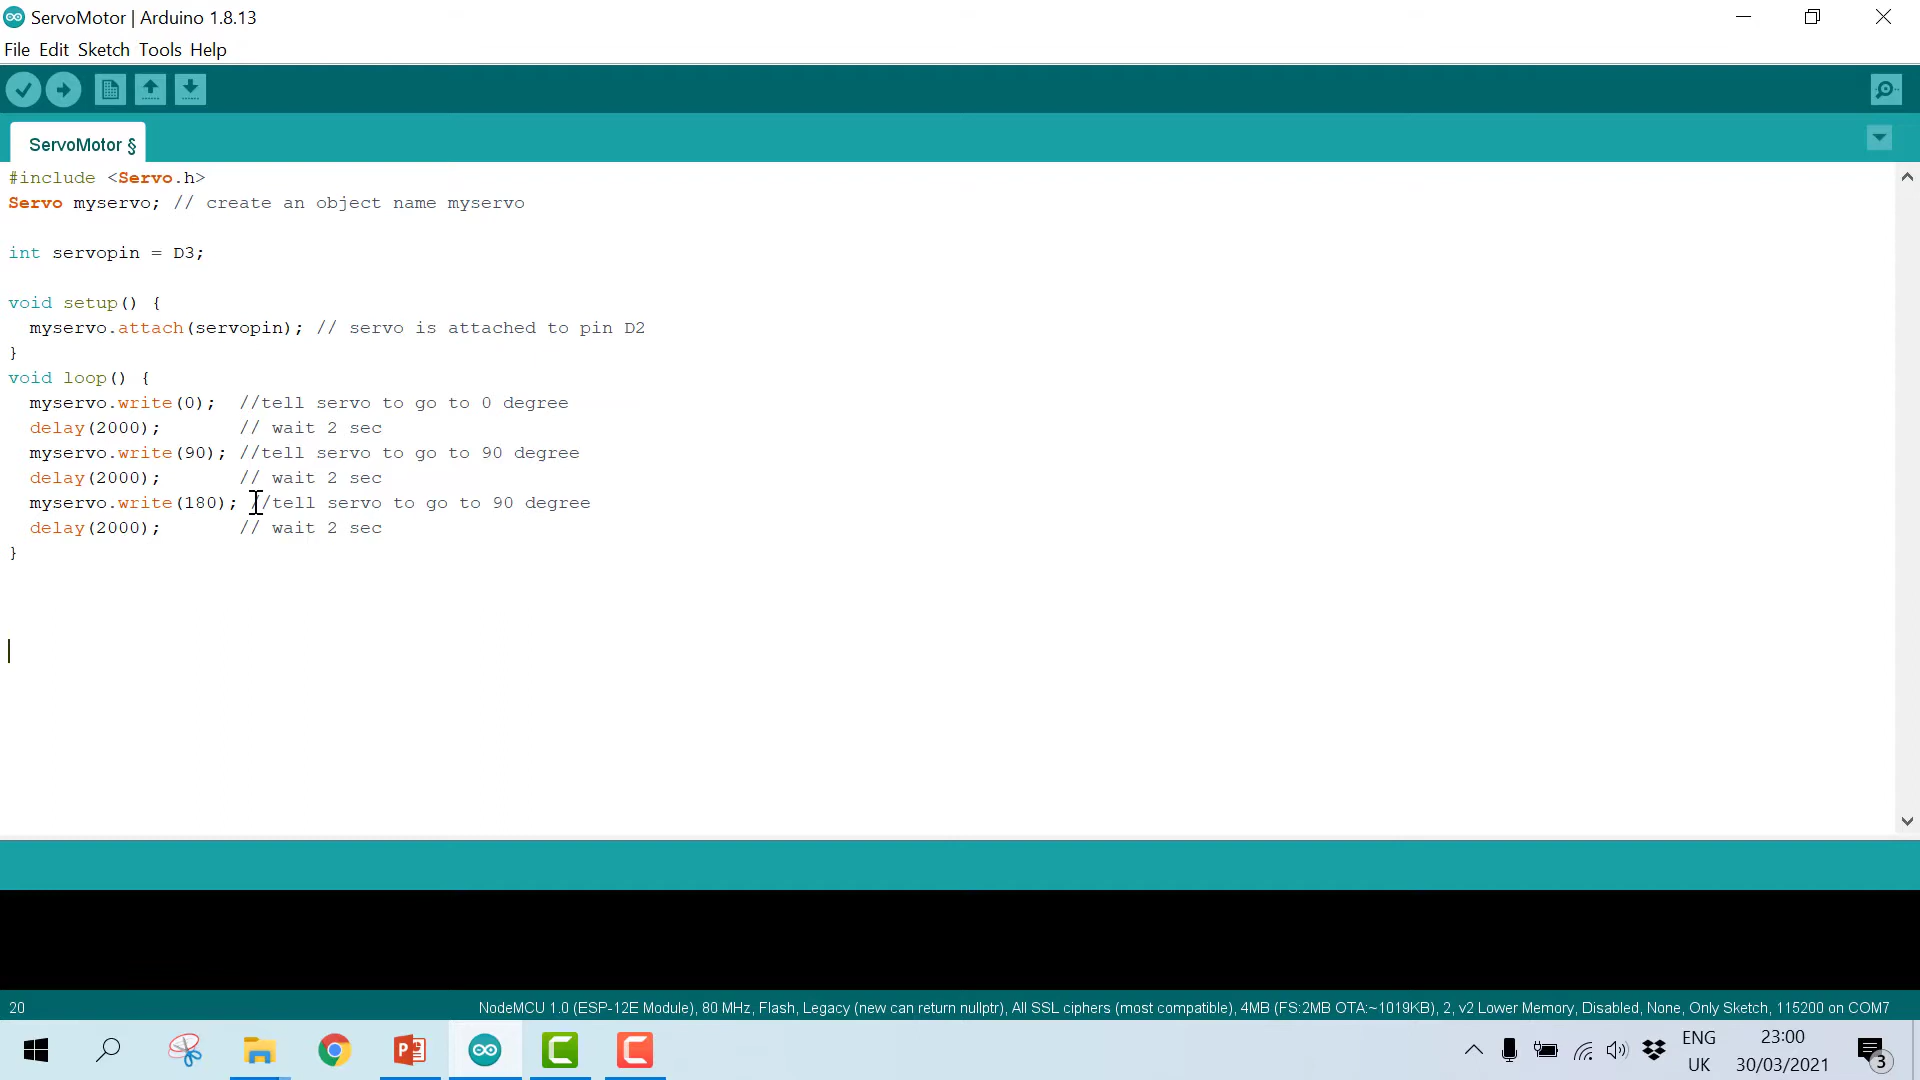 ServoMotor | Arduino 1.8.13
File Edit Sketch Tools Help
ServoMotor §
#include <Servo.h>
Servo myservo; // create an object name myservo
int servopin = D3;
void setup() {
  myservo.attach(servopin); // servo is attached to pin D2
}
void loop() {
  myservo.write(0);  //tell servo to go to 0 degree
  delay(2000);       // wait 2 sec
  myservo.write(90); //tell servo to go to 90 degree
  delay(2000);       // wait 2 sec
  myservo.write(180); //tell servo to go to 90 degree
  delay(2000);       // wait 2 sec
}
20 NodeMCU 1.0 (ESP-12E Module), 80 MHz, Flash, Legacy (new can return nullptr), All SSL ciphers (most compatible), 4MB (FS:2MB OTA:~1019KB), 2, v2 Lower Memory, Disabled, None, Only Sketch, 115200 on COM7
ENG 23:00
UK 30/03/2021 3